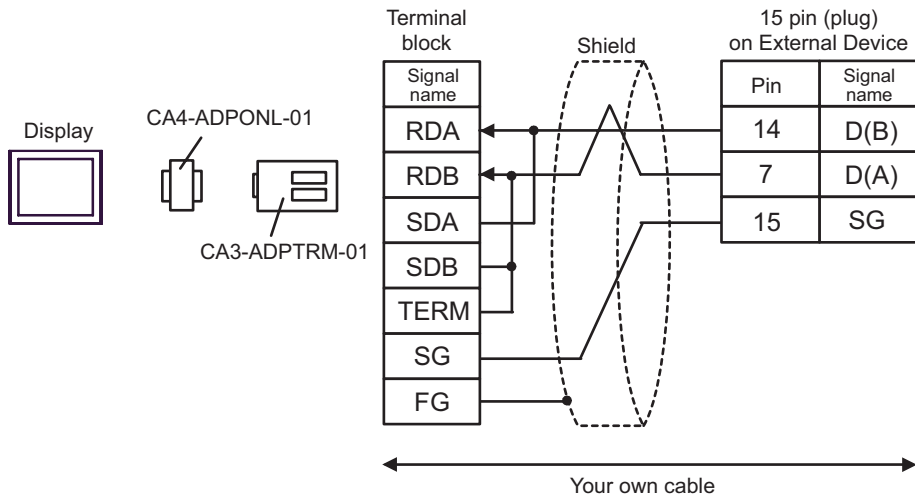 Terminal
block
15 pin (plug)
on External Device
Shield
Signal
name
Pin
Signal
name
Display
CA4-ADPONL-01
CA3-ADPTRM-01
RDA
14
D(B)
RDB
7
D(A)
SDA
15
SG
SDB
TERM
SG
FG
Your own cable